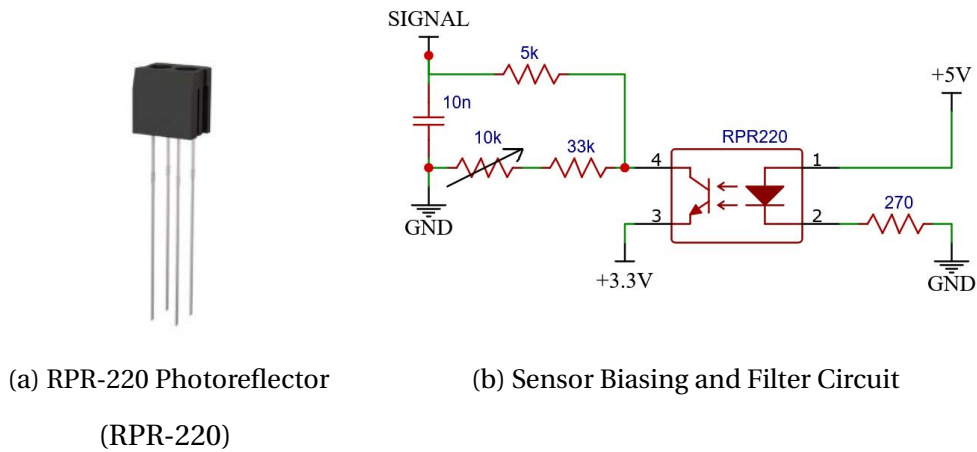 SIGNAL
5k
+5V
10n
RPR220
10k
33k
4
1
270
3
2
GND
+3.3V
GND
(a) RPR-220 Photoreflector
(RPR-220)
(b) Sensor Biasing and Filter Circuit